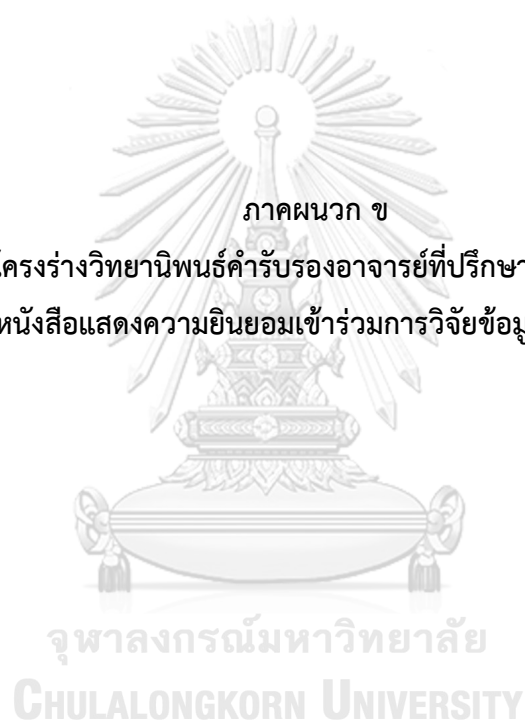 ภาคผนวก ข
โครงร่างวิทยานิพนธ์คำรับรองอาจารย์ที่ปรึกษา
หนังสือแสดงความยินยอมเข้าร่วมการวิจัย
จุฬาลงกรณ์มหาวิทยาลัย
CHULALONGKORN UNIVERSITY